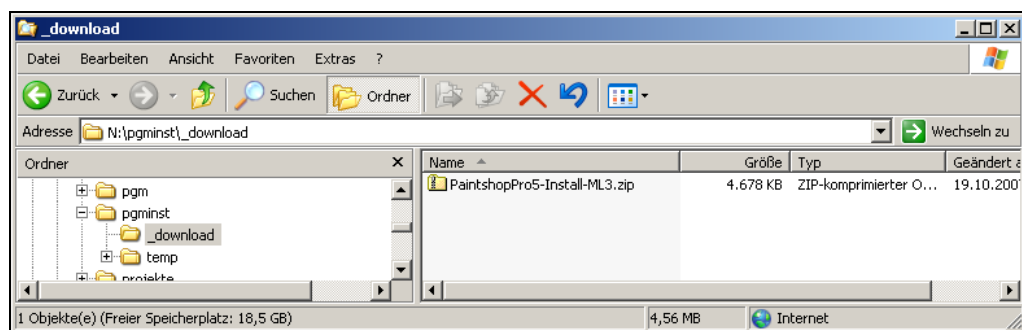 _download
Datei Bearbeiten Ansicht Favoriten Extras ?
Zurück Suchen Ordner
Adresse N:\pgminst\_download Wechseln zu
Ordner x Name Größe Typ Geändert a
pgm
pgminst
_download
temp
projekte
PaintshopPro5-Install-ML3.zip 4.678 KB ZIP-komprimierter O... 19.10.200
1 Objekte(e) (Freier Speicherplatz: 18,5 GB) 4,56 MB Internet